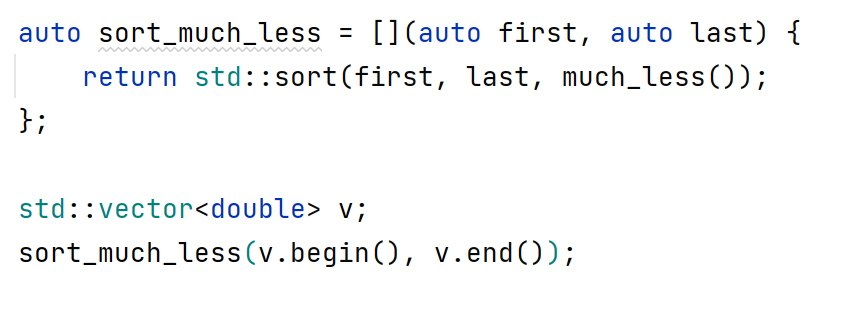 auto sort_much_less = [](auto first, auto last) {
    return std::sort(first, last, much_less());
};

std::vector<double> v;
sort_much_less(v.begin(), v.end());